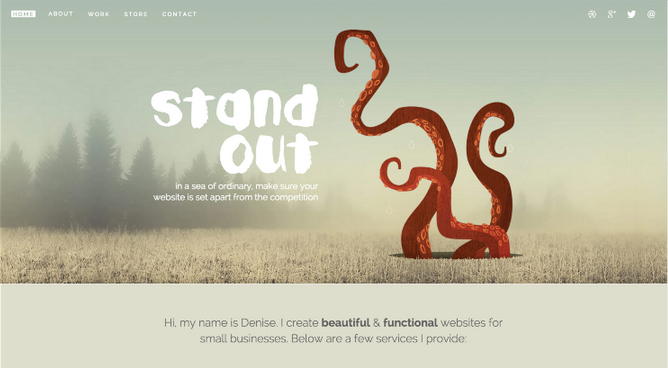 HOME ABOUT WORK STORE CONTACT
stand
out
in a sea of ordinary, make sure your
website is set apart from the competition
Hi, my name is Denise. I create beautiful & functional websites for
small businesses. Below are a few services I provide: